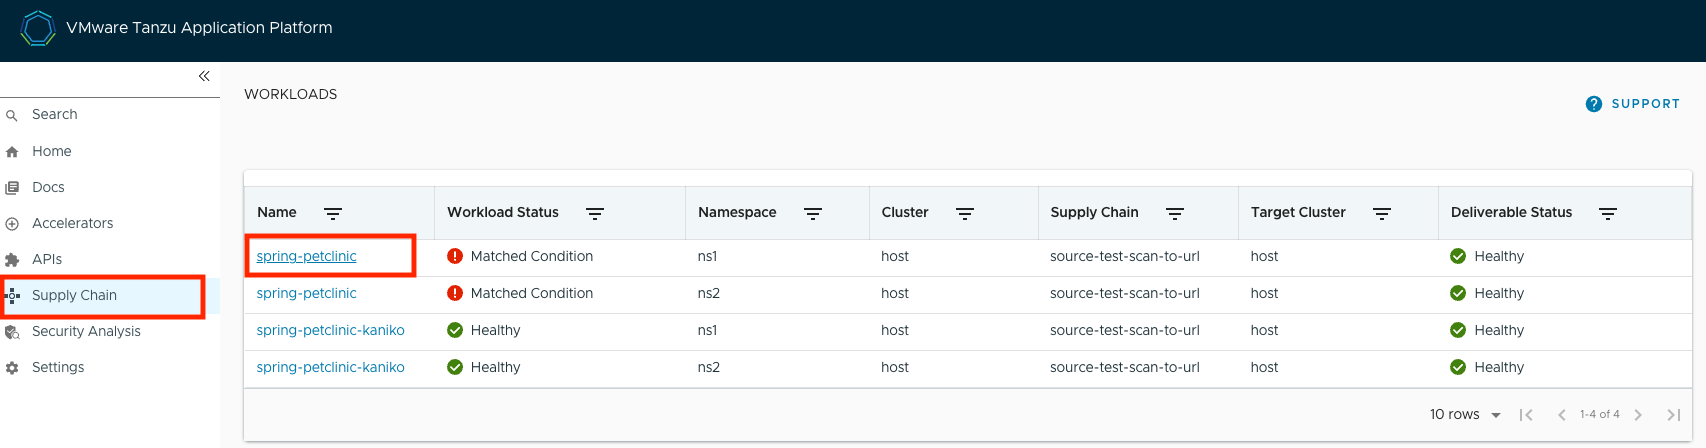 VMware Tanzu Application Platform
Search
Home
Docs
Accelerators
APIs
Supply Chain
Security Analysis
Settings
WORKLOADS
? SUPPORT
Name Workload Status Namespace Cluster Supply Chain Target Cluster Deliverable Status
spring-petclinic ! Matched Condition ns1 host source-test-scan-to-url host Healthy
spring-petclinic ! Matched Condition ns2 host source-test-scan-to-url host Healthy
spring-petclinic-kaniko Healthy ns1 host source-test-scan-to-url host Healthy
spring-petclinic-kaniko Healthy ns2 host source-test-scan-to-url host Healthy
10 rows 1-4 of 4